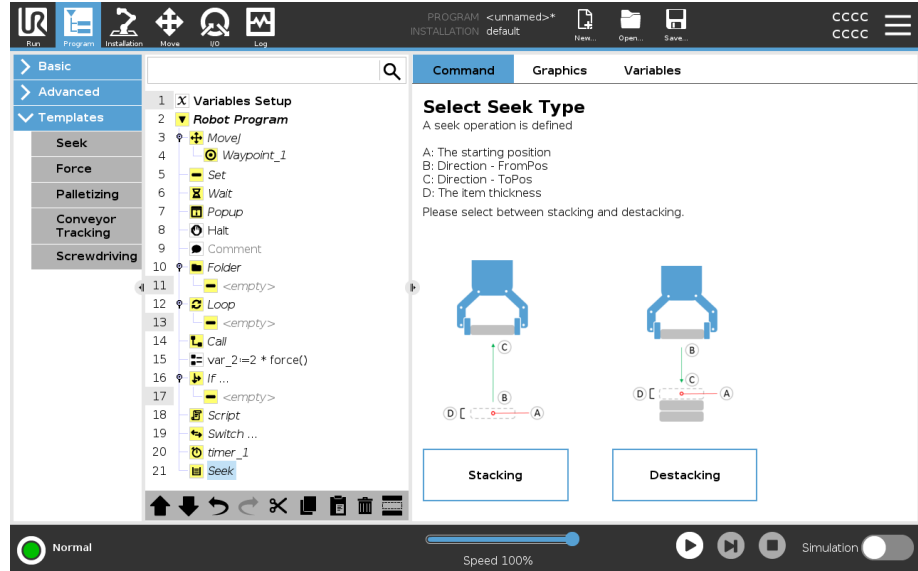 PROGRAM <unnamed>*
INSTALLATION default
CCCC
CCCC
Run
Program
Installation
Move
I/O
Log
New...
Open...
Save...
Basic
Advanced
Templates
Seek
Force
Palletizing
Conveyor
Tracking
Screwdriving
1 X Variables Setup
2 Robot Program
3 MoveJ
4 Waypoint_1
5 Set
6 Wait
7 Popup
8 Halt
9 Comment
10 Folder
11 <empty>
12 Loop
13 <empty>
14 Call
15 var_2:=2 * force()
16 If ...
17 <empty>
18 Script
19 Switch ...
20 timer_1
21 Seek
Command
Graphics
Variables
Select Seek Type
A seek operation is defined
A: The starting position
B: Direction - FromPos
C: Direction - ToPos
D: The item thickness
Please select between stacking and destacking.
C
B
D
A
B
C
D
A
Stacking
Destacking
Normal
Speed 100%
Simulation